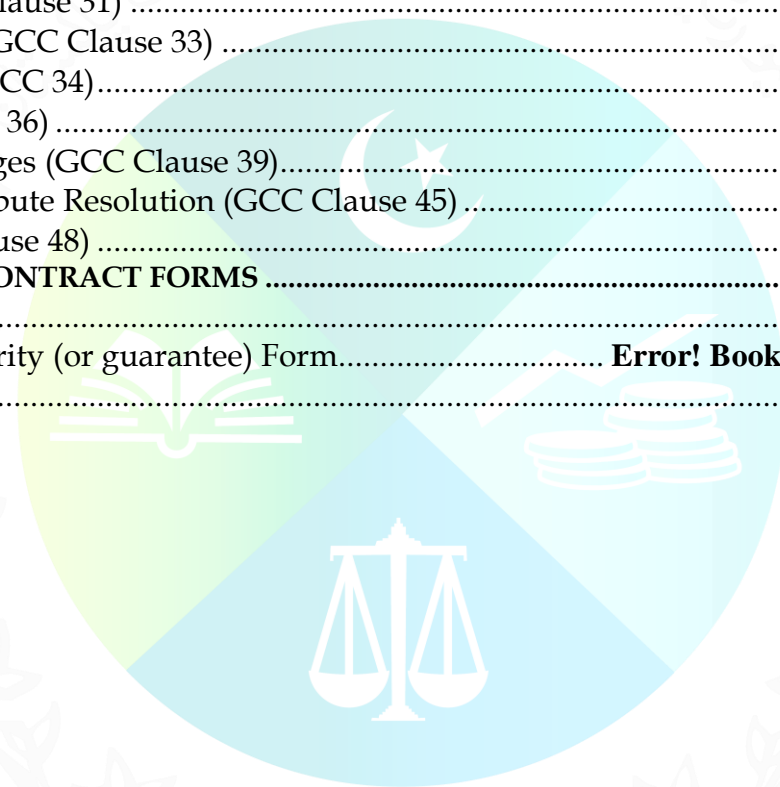 lause 31) ................................................................
GCC Clause 33) ................................................................
CC 34)................................................................
36) ................................................................
ges (GCC Clause 39)................................................................
pute Resolution (GCC Clause 45) ................................................................
use 48) ................................................................
ONTRACT FORMS ................................................................
................................................................
rity (or guarantee) Form............................. Error! Book
................................................................